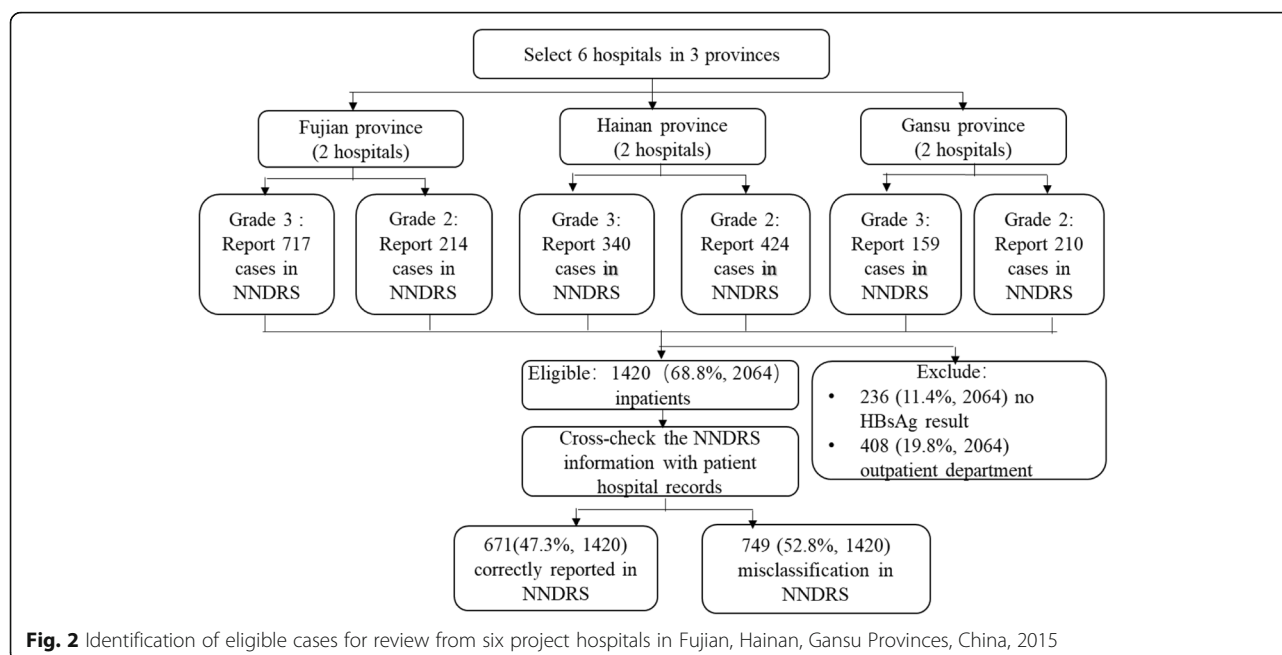 Select 6 hospitals in 3 provinces
Fujian province
(2 hospitals)
Hainan province
(2 hospitals)
Gansu province
(2 hospitals)
Grade 3 :
Report 717
cases in
NNDRS
Grade 2:
Report 214
cases in
NNDRS
Grade 3:
Report 340
cases in
NNDRS
Grade 2:
Report 424
cases in
NNDRS
Grade 3:
Report 159
cases in
NNDRS
Grade 2:
Report 210
cases in
NNDRS
Eligible: 1420 (68.8%, 2064)
inpatients
Exclude:
• 236 (11.4%, 2064) no
HBsAg result
• 408 (19.8%, 2064)
outpatient department
Cross-check the NNDRS
information with patient
hospital records
671(47.3%, 1420)
correctly reported in
NNDRS
749 (52.8%, 1420)
misclassification in
NNDRS
Fig. 2 Identification of eligible cases for review from six project hospitals in Fujian, Hainan, Gansu Provinces, China, 2015